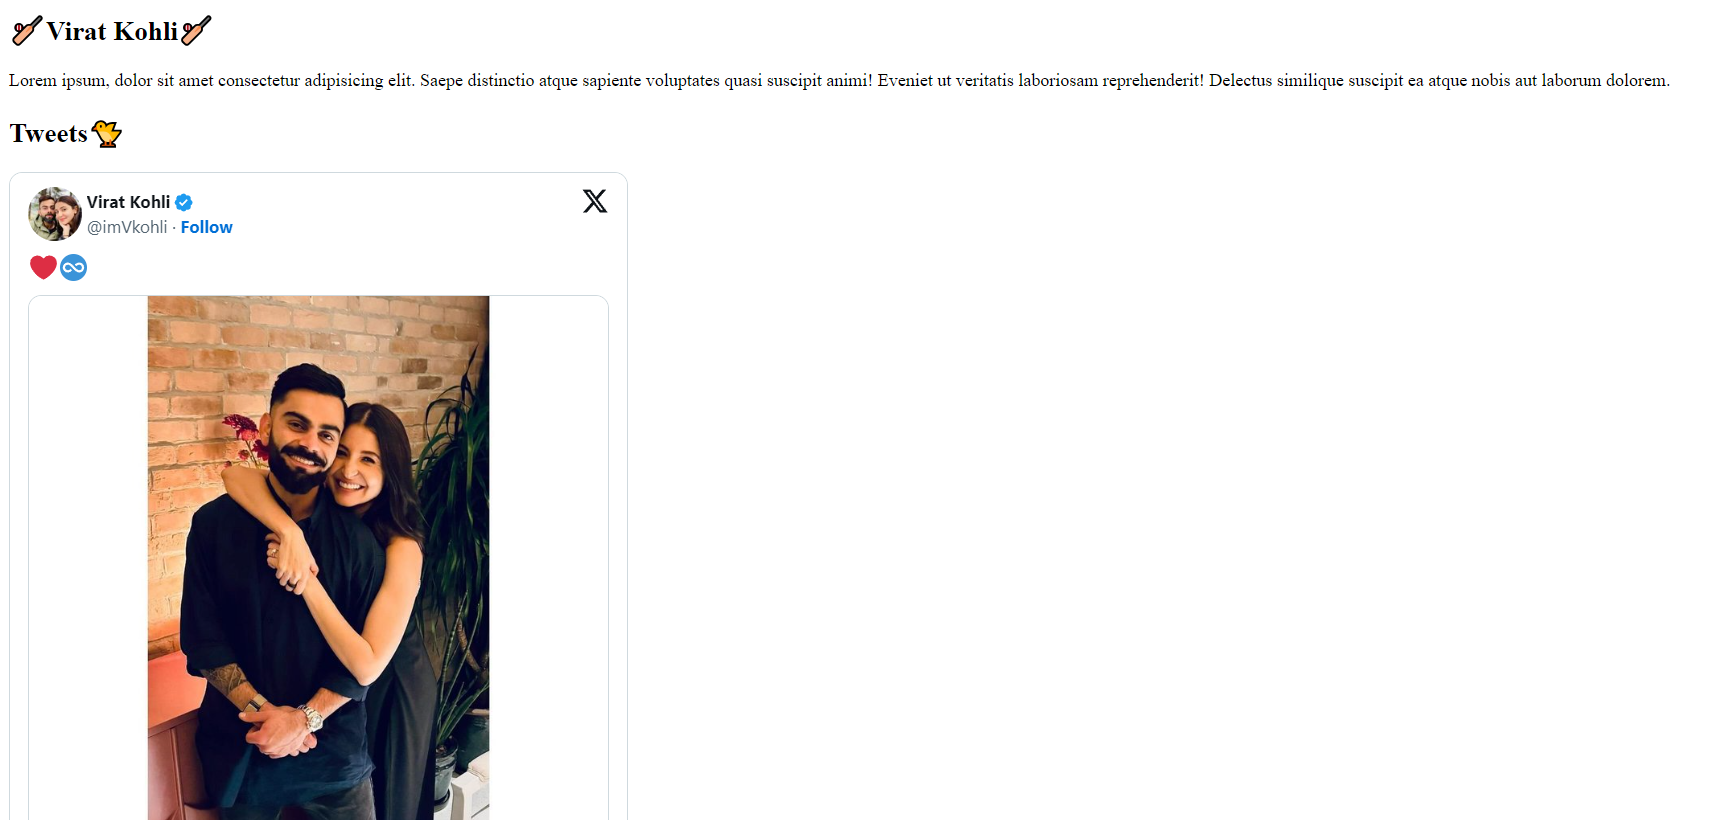 🏏Virat Kohli🏏
Lorem ipsum, dolor sit amet consectetur adipisicing elit. Saepe distinctio atque sapiente voluptates quasi suscipit animi! Eveniet ut veritatis laboriosam reprehenderit! Delectus similique suscipit ea atque nobis aut laborum dolorem.
Tweets🐤
Virat Kohli
@imVkohli · Follow
❤️♾️